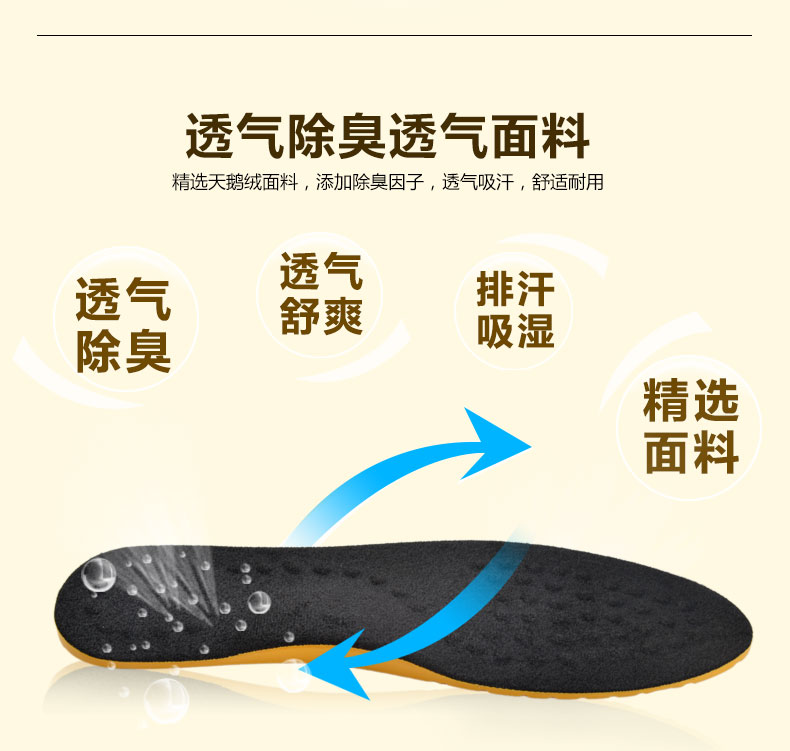 透气除臭透气面料
精选天鹅绒面料，添加除臭因子，透气吸汗，舒适耐用
透气
除臭
透气
舒爽
排汗
吸湿
精选
面料